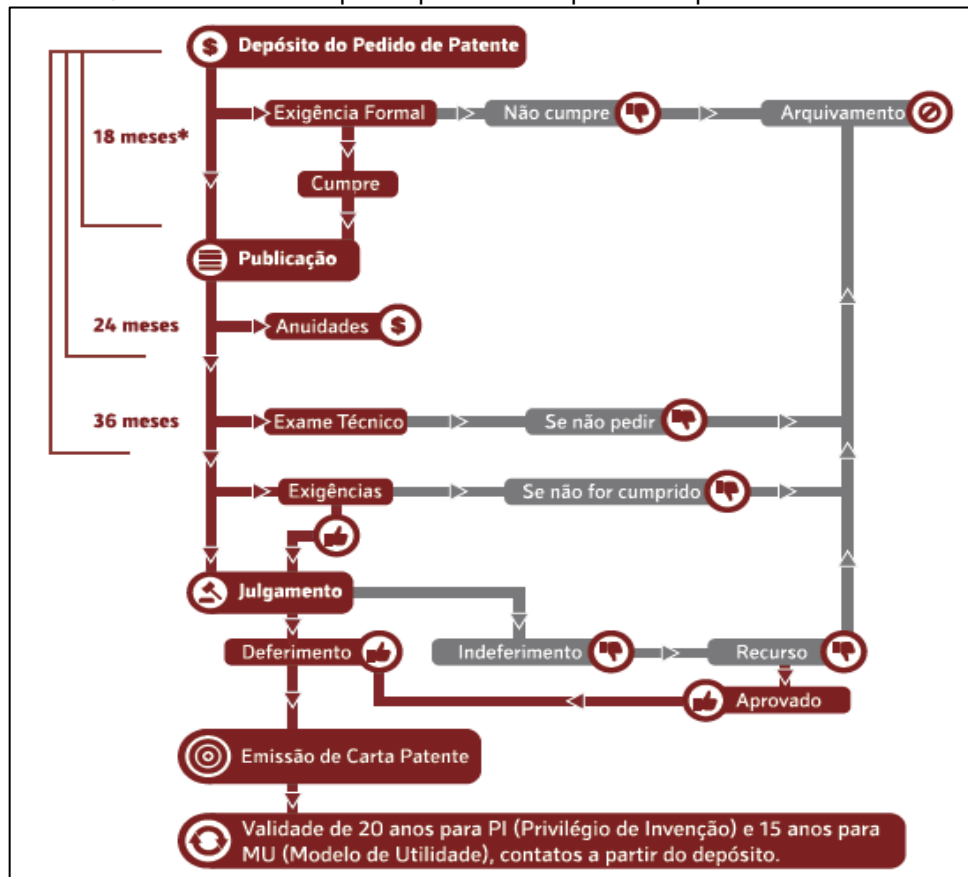 Depósito do Pedido de Patente
Exigência Formal
Não cumpre
Arquivamento
18 meses*
Cumpre
Publicação
24 meses
Anuidades
36 meses
Exame Técnico
Se não pedir
Exigências
Se não for cumprido
Julgamento
Deferimento
Indeferimento
Recurso
Aprovado
Emissão de Carta Patente
Validade de 20 anos para PI (Privilégio de Invenção) e 15 anos para
MU (Modelo de Utilidade), contatos a partir do depósito.